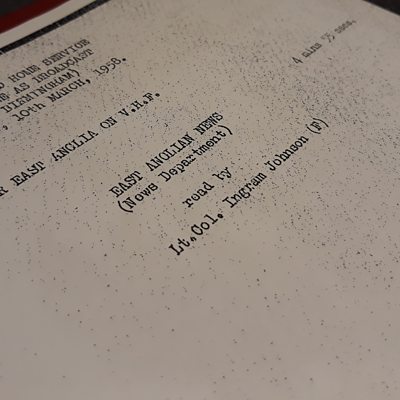 HOME SERVICE
AS BROADCAST
10th MARCH, 1958.
4 mins 55 secs.
R EAST ANGLIA ON V.H.F.
EAST ANGLIAN NEWS
(News Department)
read by
Lt.Col. Ingram Johnson (F)